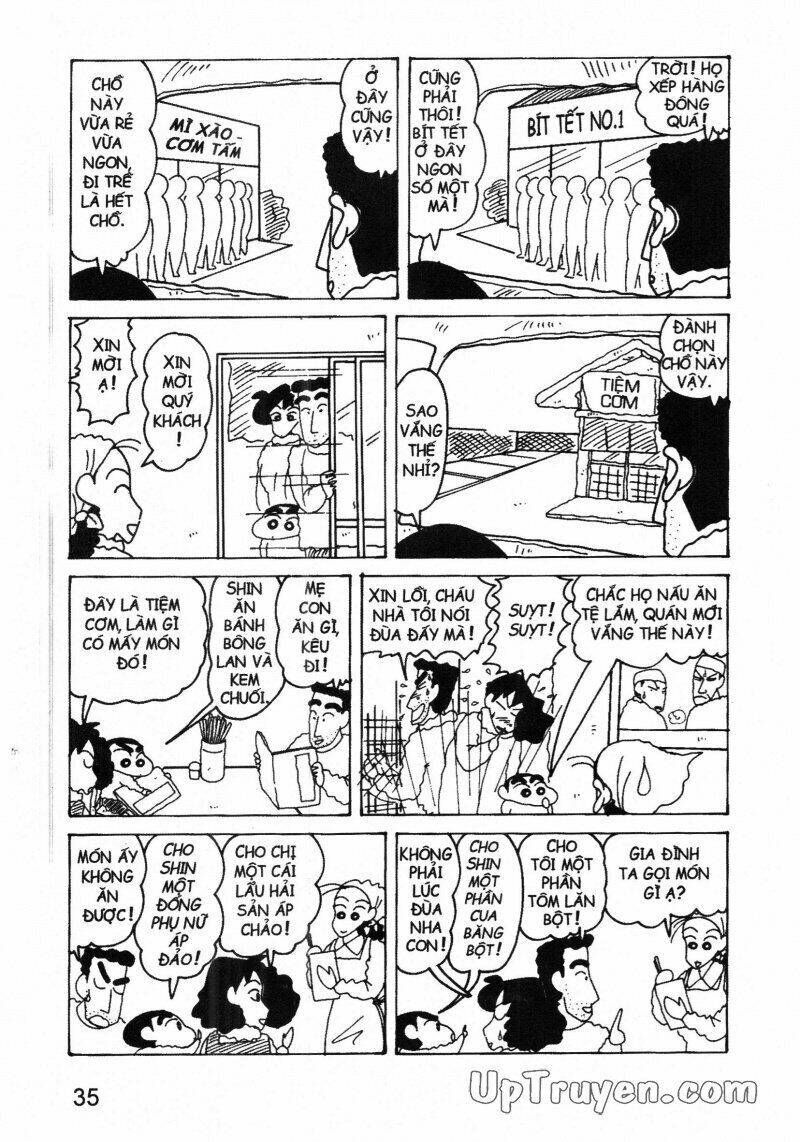 TRỜI! HỌ
XẾP HÀNG
ĐÔNG
QUÁ!
BÍT TẾT NO.1
CŨNG
PHẢI
THÔI!
BÍT TẾT
Ở ĐÂY
NGON
SỐ MỘT
MÀ!
Ở
ĐÂY
CŨNG
VẬY!
MÌ XÀO -
CƠM TẤM
CHỖ
NÀY
VỪA RẺ
VỪA
NGON,
ĐI TRỄ
LÀ HẾT
CHỖ.
ĐÀNH
CHỌN
CHỖ NÀY
VẬY.
TIỆM
CƠM
SAO
VẮNG
THẾ
NHỈ?
XIN
MỜI
QUÝ
KHÁCH
!
XIN
MỜI
Ạ!
CHẮC HỌ NẤU ĂN
TỆ LẮM, QUÁN MỚI
VẮNG THẾ NÀY!
SUYT!
SUYT!
XIN LỖI, CHÁU
NHÀ TÔI NÓI
ĐÙA ĐẤY MÀ!
MẸ
CON
ĂN GÌ,
KÊU
ĐI!
SHIN
ĂN
BÁNH
BÔNG
LAN VÀ
KEM
CHUỐI.
ĐÂY LÀ TIỆM
CƠM, LÀM GÌ
CÓ MẤY MÓN
ĐÓ!
GIA ĐÌNH
TA GỌI MÓN
GÌ Ạ?
CHO
TÔI MỘT
PHẦN
TÔM LĂN
BỘT!
CHO
SHIN
MỘT
PHẦN
CUA
BĂNG
BỘT!
KHÔNG
PHẢI
LÚC
ĐÙA
NHA
CON!
CHO CHỊ
MỘT CÁI
LẨU HẢI
SẢN ÁP
CHẢO!
CHO
SHIN
MỘT
ĐỐNG
PHỤ NỮ
ÁP
ĐẢO!
MÓN ẤY
KHÔNG
ĂN
ĐƯỢC!
35
UpTruyen.com